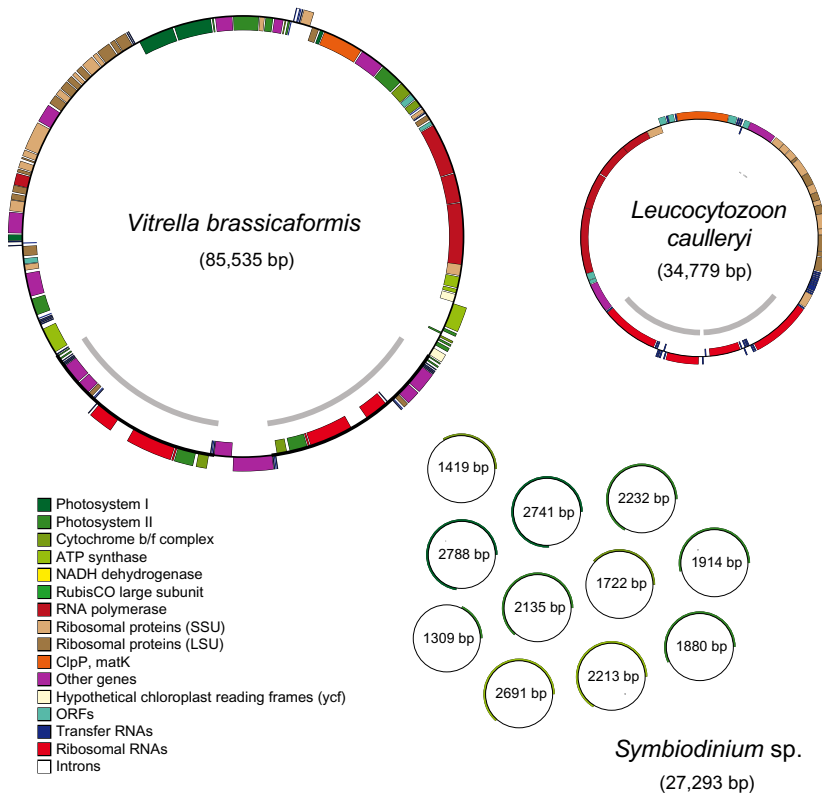 Vitrella brassicaformis
(85,535 bp)
Leucocytozoon
caulleryi
(34,779 bp)
1419 bp
2741 bp
2232 bp
2788 bp
1722 bp
1914 bp
2135 bp
1309 bp
1880 bp
2691 bp
2213 bp
Symbiodinium sp.
(27,293 bp)
Photosystem I
Photosystem II
Cytochrome b/f complex
ATP synthase
NADH dehydrogenase
RubisCO large subunit
RNA polymerase
Ribosomal proteins (SSU)
Ribosomal proteins (LSU)
ClpP, matK
Other genes
Hypothetical chloroplast reading frames (ycf)
ORFs
Transfer RNAs
Ribosomal RNAs
Introns